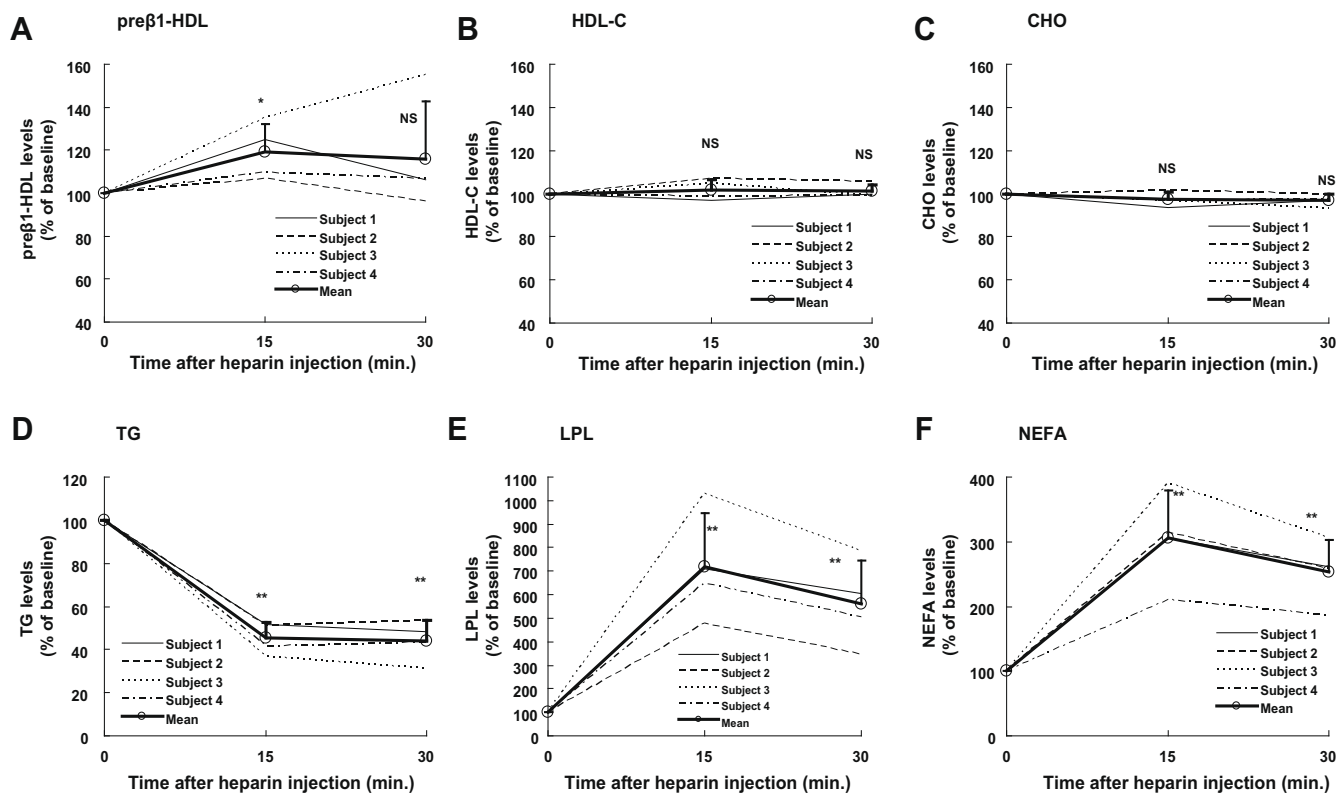 A preβ1-HDL
160
140
120
100
80
60
40
preβ1-HDL levels
(% of baseline)
*
NS
Subject 1
Subject 2
Subject 3
Subject 4
Mean
0 15 30
Time after heparin injection (min.)
B HDL-C
160
140
120
100
80
60
40
HDL-C levels
(% of baseline)
NS
NS
Subject 1
Subject 2
Subject 3
Subject 4
Mean
0 15 30
Time after heparin injection (min.)
C CHO
160
140
120
100
80
60
40
CHO levels
(% of baseline)
NS
NS
Subject 1
Subject 2
Subject 3
Subject 4
Mean
0 15 30
Time after heparin injection (min.)
D TG
120
100
80
60
40
20
0
TG levels
(% of baseline)
**
**
Subject 1
Subject 2
Subject 3
Subject 4
Mean
0 15 30
Time after heparin injection (min.)
E LPL
1100
1000
900
800
700
600
500
400
300
200
100
0
LPL levels
(% of baseline)
**
**
Subject 1
Subject 2
Subject 3
Subject 4
Mean
0 15 30
Time after heparin injection (min.)
F NEFA
400
300
200
100
0
NEFA levels
(% of baseline)
**
**
Subject 1
Subject 2
Subject 3
Subject 4
Mean
0 15 30
Time after heparin injection (min.)